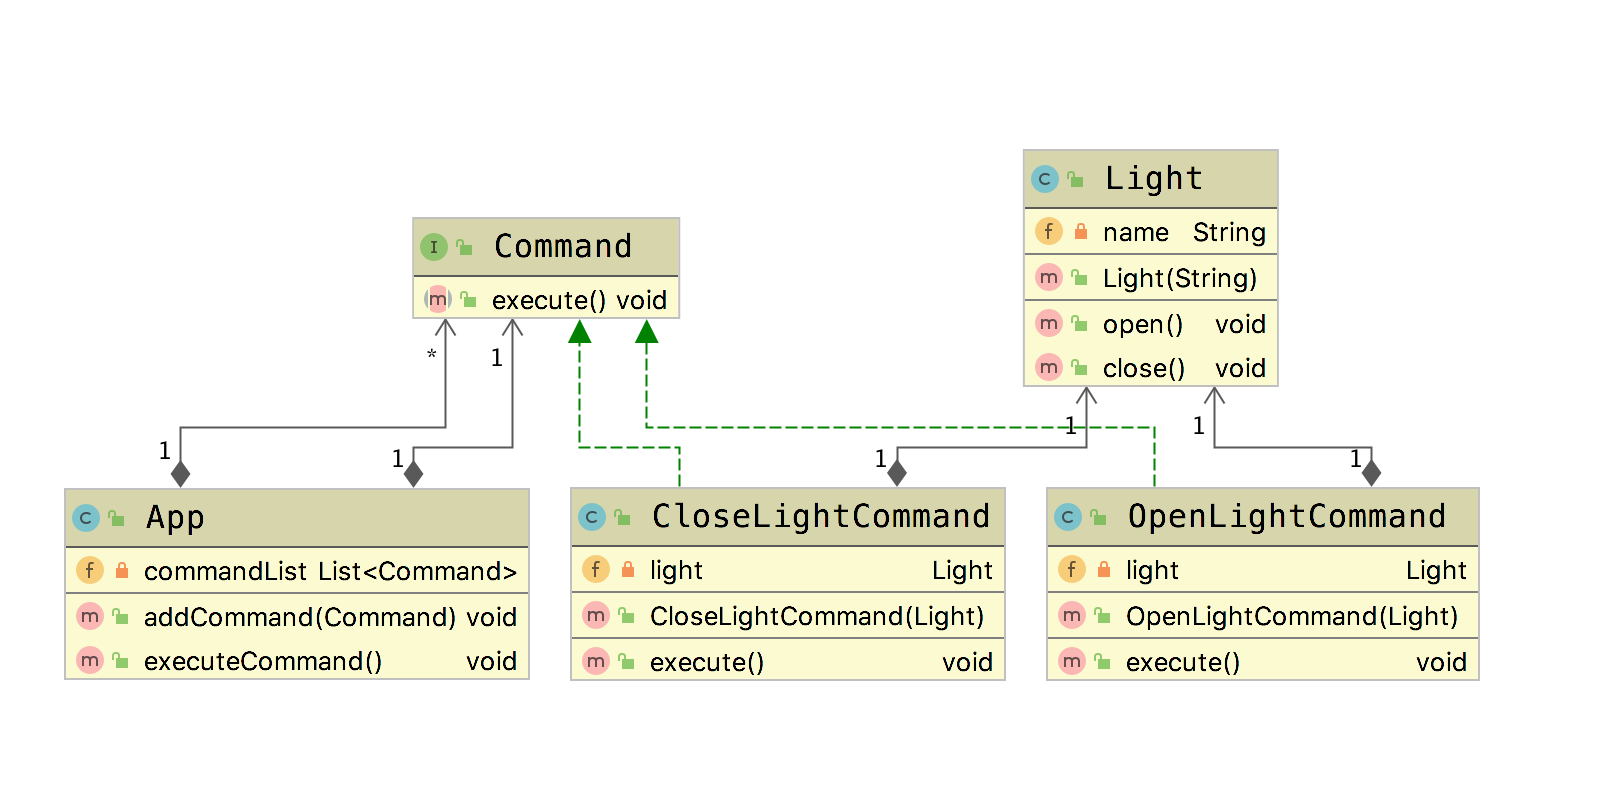 C Light
f name String
m Light(String)
m open() void
m close() void
I Command
m execute() void
* 1 1 1
1 1 1 1
C App
f commandList List<Command>
m addCommand(Command) void
m executeCommand() void
C CloseLightCommand
f light Light
m CloseLightCommand(Light)
m execute() void
C OpenLightCommand
f light Light
m OpenLightCommand(Light)
m execute() void